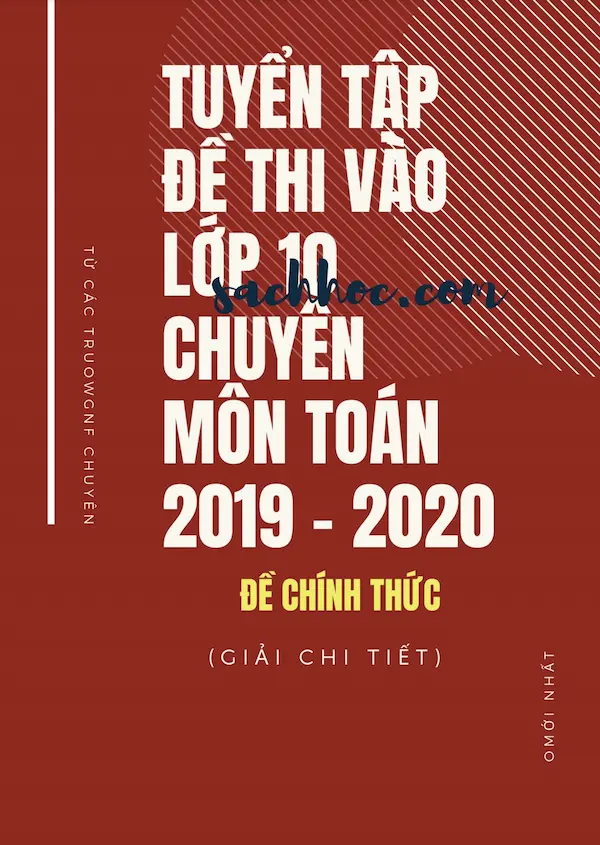 TUYỂN TẬP
ĐỀ THI VÀO
LỚP 10
sachhoc.com
CHUYÊN
MÔN TOÁN
2019 - 2020
ĐỀ CHÍNH THỨC
(GIẢI CHI TIẾT)
TỪ CÁC TRUOWGNF CHUYÊN
OMỚI NHẤT